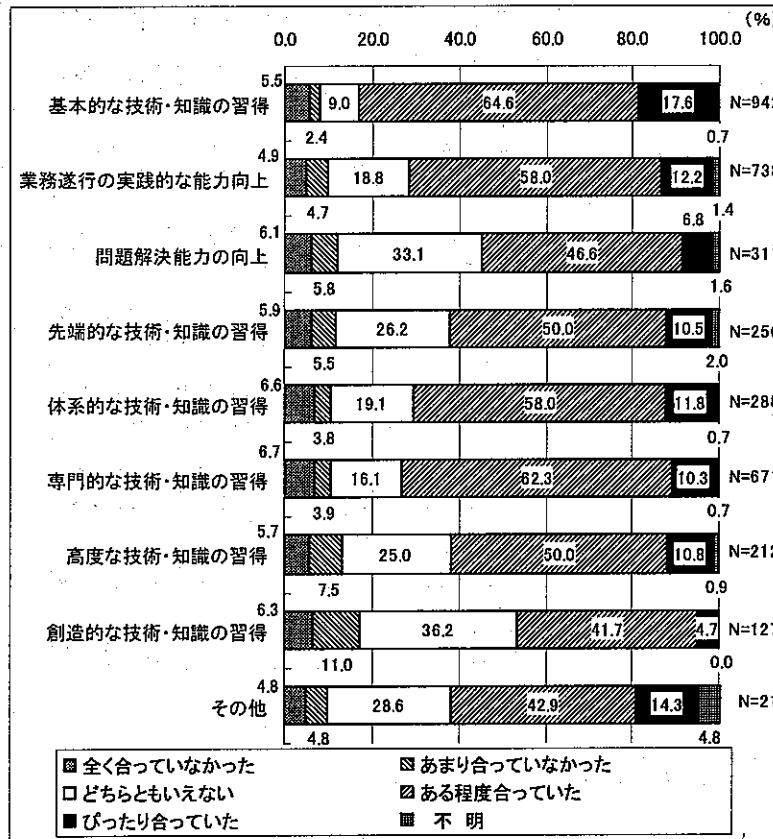 (%)
0.0 20.0 40.0 60.0 80.0 100.0
5.5
基本的な技術・知識の習得 9.0 64.6 17.6 N=942
2.4 0.7
4.9
業務遂行の実践的な能力向上 18.8 58.0 12.2 N=738
4.7 6.8 1.4
6.1
問題解決能力の向上 33.1 46.6 N=31
5.8 1.6
5.9
先端的な技術・知識の習得 26.2 50.0 10.5 N=256
5.5 2.0
6.6
体系的な技術・知識の習得 19.1 58.0 11.8 N=288
3.8 0.7
6.7
専門的な技術・知識の習得 16.1 62.3 10.3 N=671
3.9 0.7
5.7
高度な技術・知識の習得 25.0 50.0 10.8 N=212
7.5 0.9
6.3
創造的な技術・知識の習得 36.2 41.7 4.7 N=127
11.0 0.0
4.8
その他 28.6 42.9 14.3 N=21
4.8 4.8
全く合っていなかった あまり合っていなかった
どちらともいえない ある程度合っていた
ぴったり合っていた 不 明